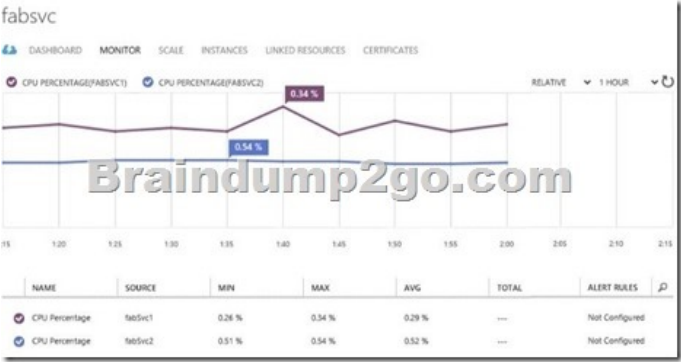 fabsvc
DASHBOARD MONITOR SCALE INSTANCES LINKED RESOURCES CERTIFICATES
CPU PERCENTAGE(FABSVC1) CPU PERCENTAGE(FABSVC2) RELATIVE 1 HOUR
0.34 %
0.54 %
Braindump2go.com
1:15 1:20 1:25 1:30 1:35 1:40 1:45 1:50 1:55 2:00 2:05 2:10 2:15
NAME SOURCE MIN MAX AVG TOTAL ALERT RULES
CPU Percentage fabSvc1 0.26 % 0.34 % 0.29 % --- Not Configured
CPU Percentage fabSvc2 0.51 % 0.54 % 0.52 % --- Not Configured